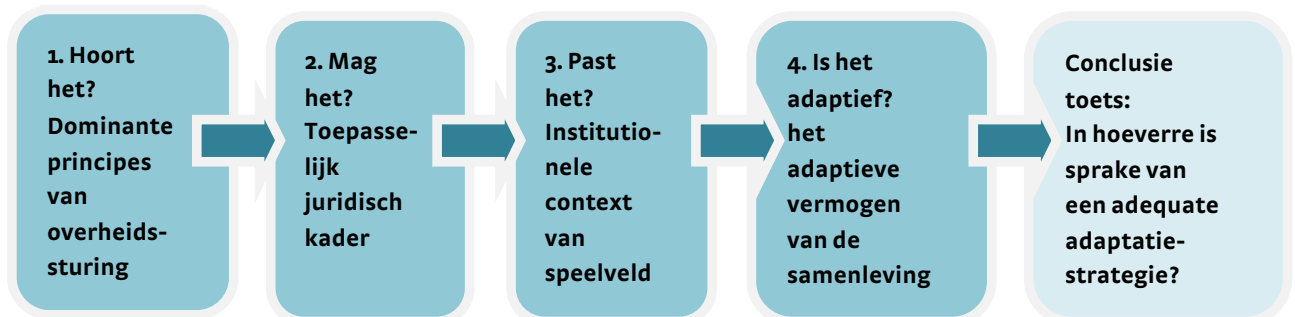 1. Hoort
het?
Dominante
principes
van
overheids-
sturing
2. Mag
het?
Toepasse-
lijk
juridisch
kader
3. Past
het?
Institutio-
nele
context
van
speelveld
4. Is het
adaptief?
het
adaptieve
vermogen
van de
samenleving
Conclusie
toets:
In hoeverre is
sprake van
een adequate
adaptatie-
strategie?